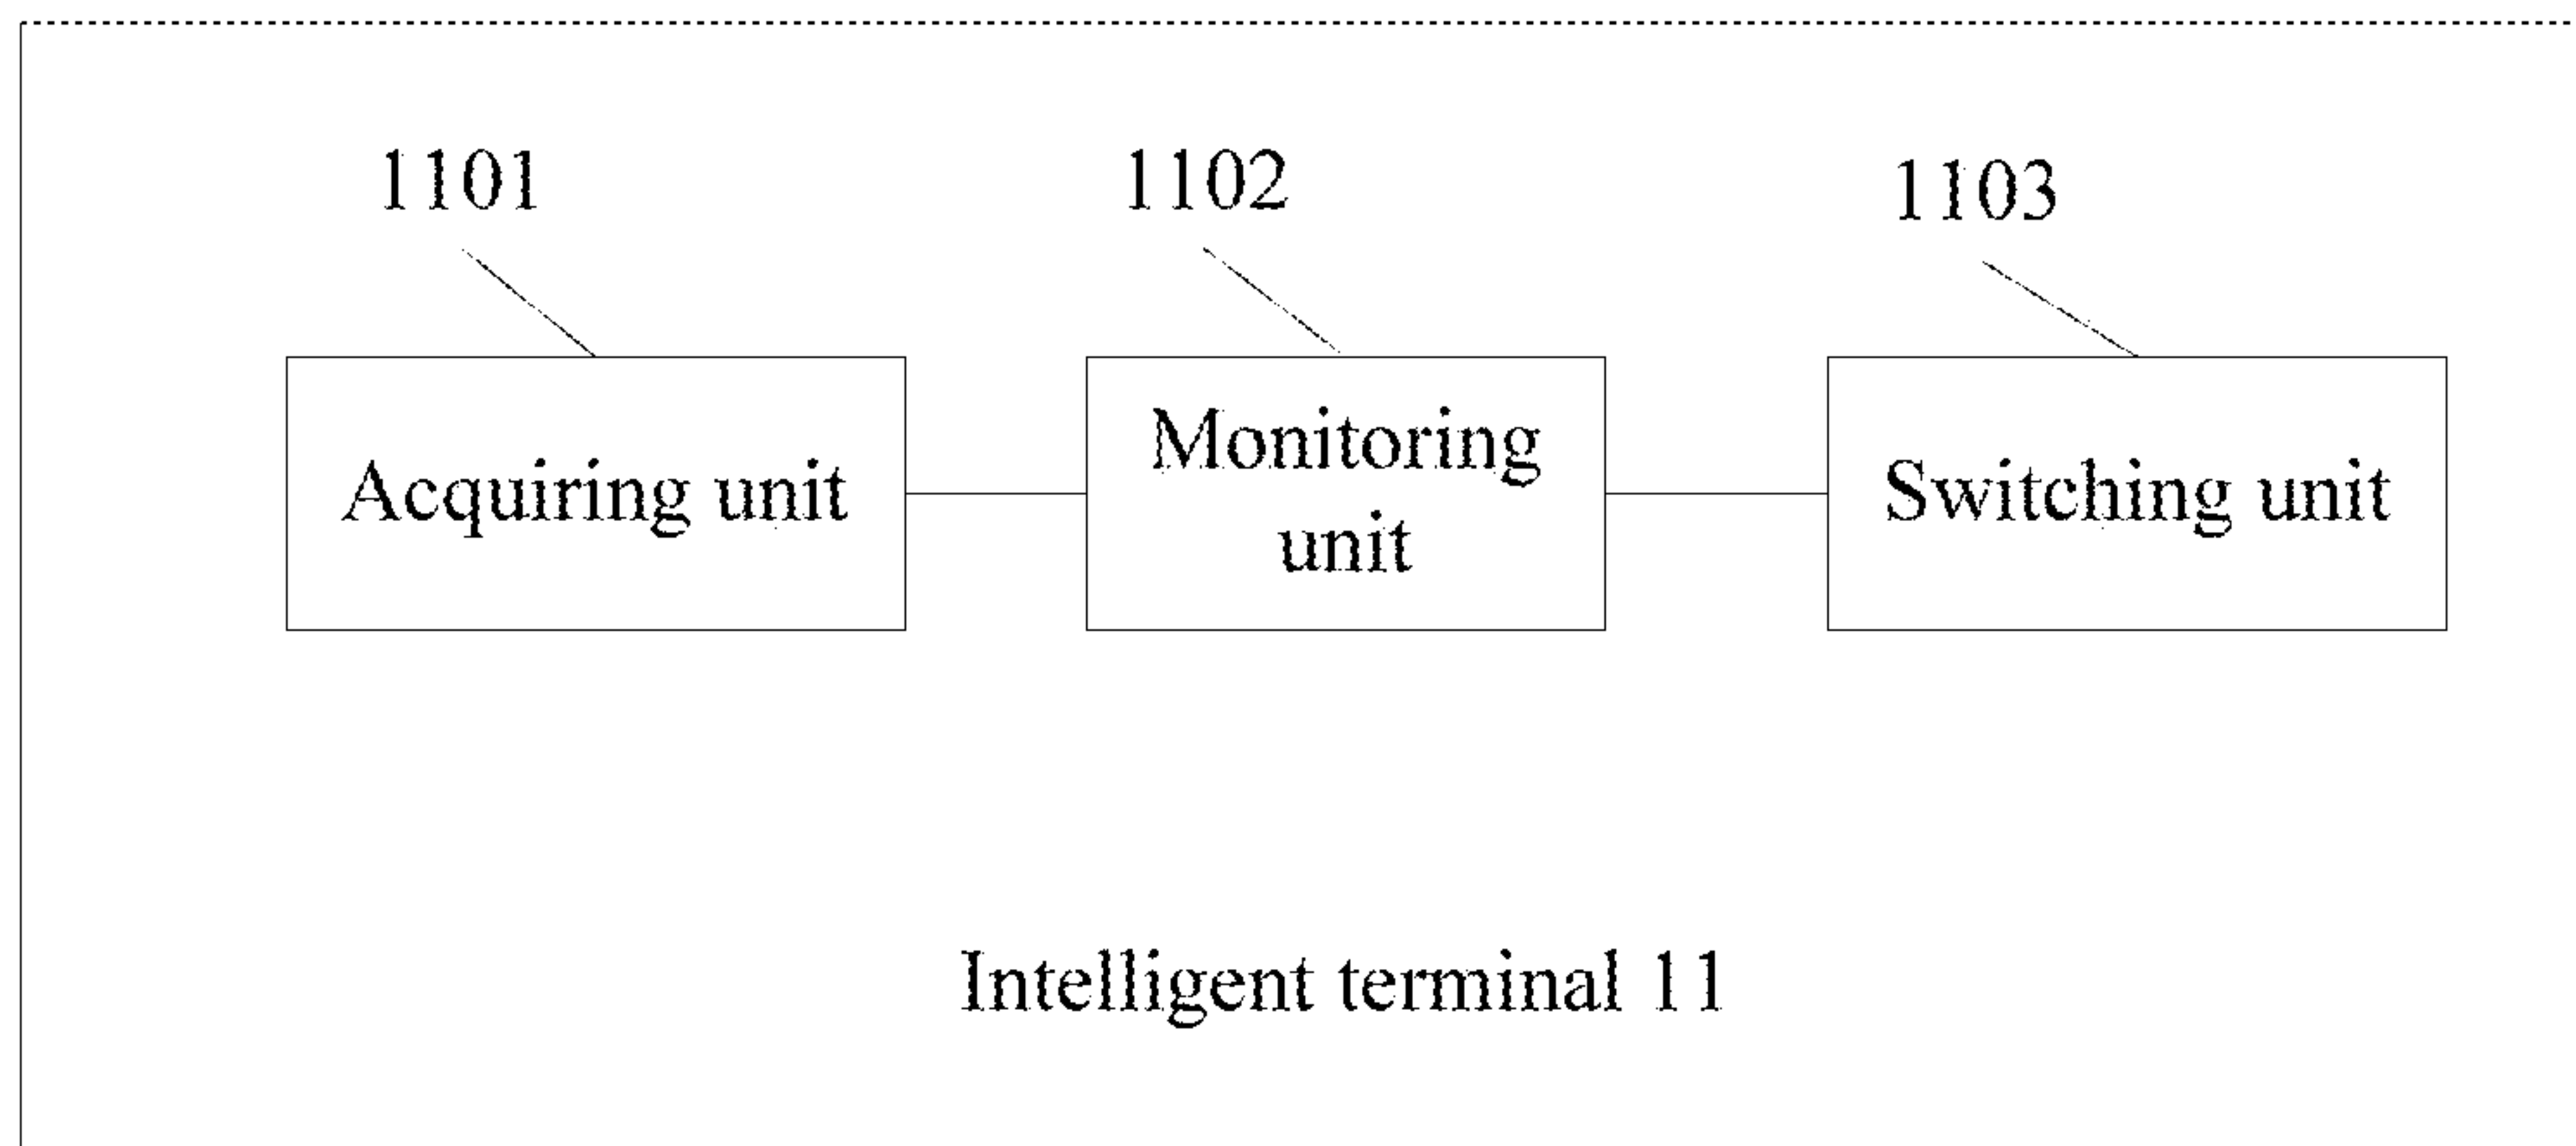 1101
1102
1103
Acquiring unit
Monitoring
unit
Switching unit
Intelligent terminal 11